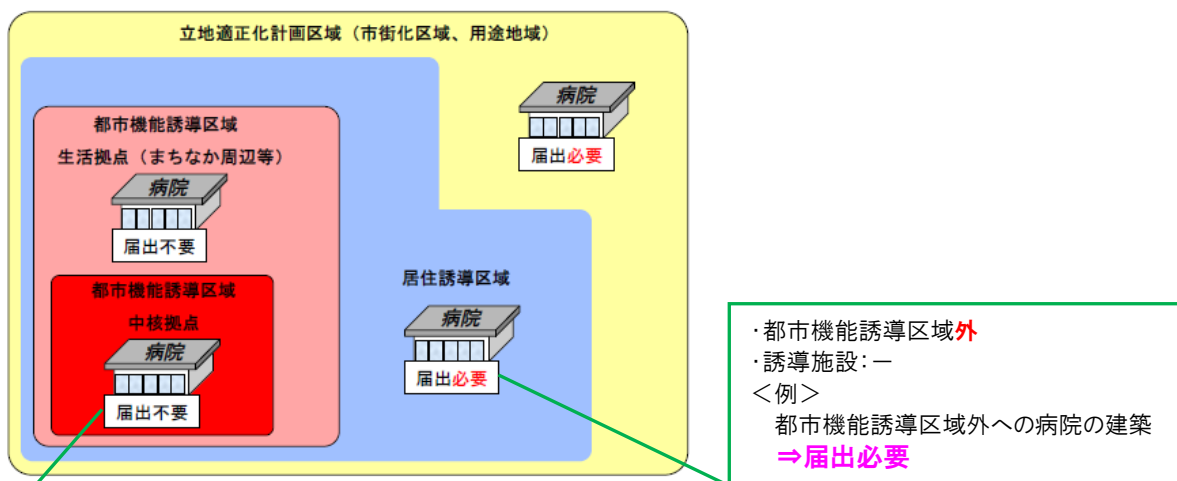 立地適正化計画区域（市街化区域、用途地域）
病院
届出必要
都市機能誘導区域
生活拠点（まちなか周辺等）
病院
届出不要
都市機能誘導区域
中核拠点
病院
届出不要
居住誘導区域
病院
届出必要
・都市機能誘導区域外
・誘導施設：－
＜例＞
都市機能誘導区域外への病院の建築
⇒届出必要